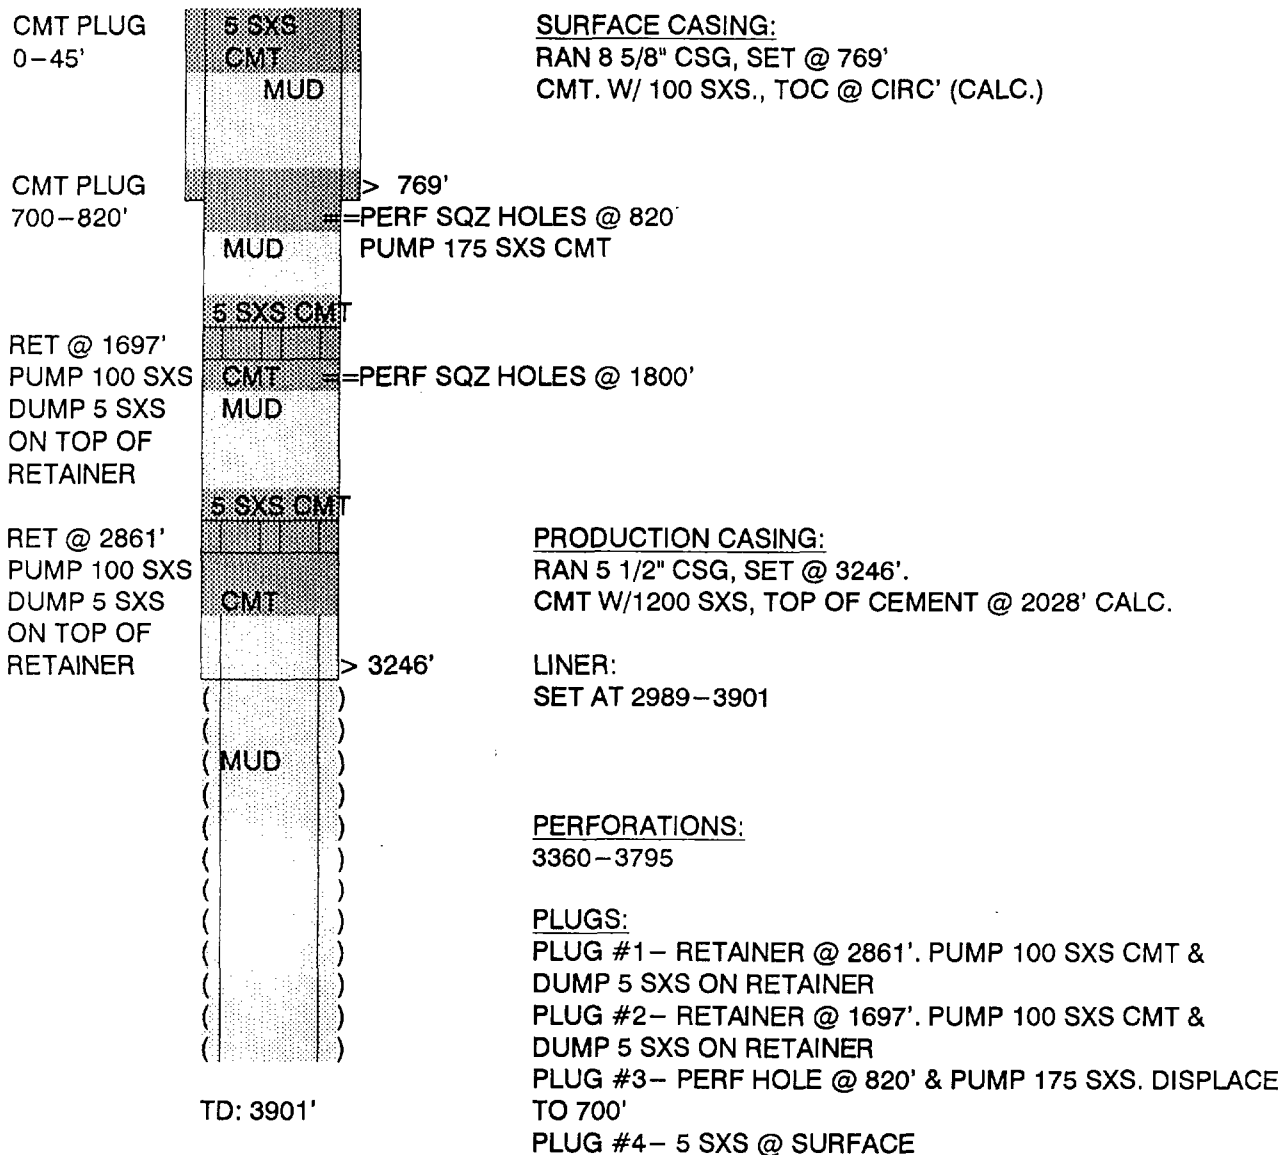 CMT PLUG
0-45'
5 SXS
CMT
MUD
SURFACE CASING:
RAN 8 5/8" CSG, SET @ 769'
CMT. W/ 100 SXS., TOC @ CIRC' (CALC.)
CMT PLUG
700-820'
> 769'
==PERF SQZ HOLES @ 820'
MUD
PUMP 175 SXS CMT
5 SXS CMT
RET @ 1697'
PUMP 100 SXS
DUMP 5 SXS
ON TOP OF
RETAINER
CMT
==PERF SQZ HOLES @ 1800'
MUD
5 SXS CMT
RET @ 2861'
PUMP 100 SXS
DUMP 5 SXS
ON TOP OF
RETAINER
CMT
> 3246'
PRODUCTION CASING:
RAN 5 1/2" CSG, SET @ 3246'.
CMT W/1200 SXS, TOP OF CEMENT @ 2028' CALC.
LINER:
SET AT 2989-3901
MUD
PERFORATIONS:
3360-3795
PLUGS:
PLUG #1- RETAINER @ 2861'. PUMP 100 SXS CMT &
DUMP 5 SXS ON RETAINER
PLUG #2- RETAINER @ 1697'. PUMP 100 SXS CMT &
DUMP 5 SXS ON RETAINER
PLUG #3- PERF HOLE @ 820' & PUMP 175 SXS. DISPLACE
TO 700'
PLUG #4- 5 SXS @ SURFACE
TD: 3901'